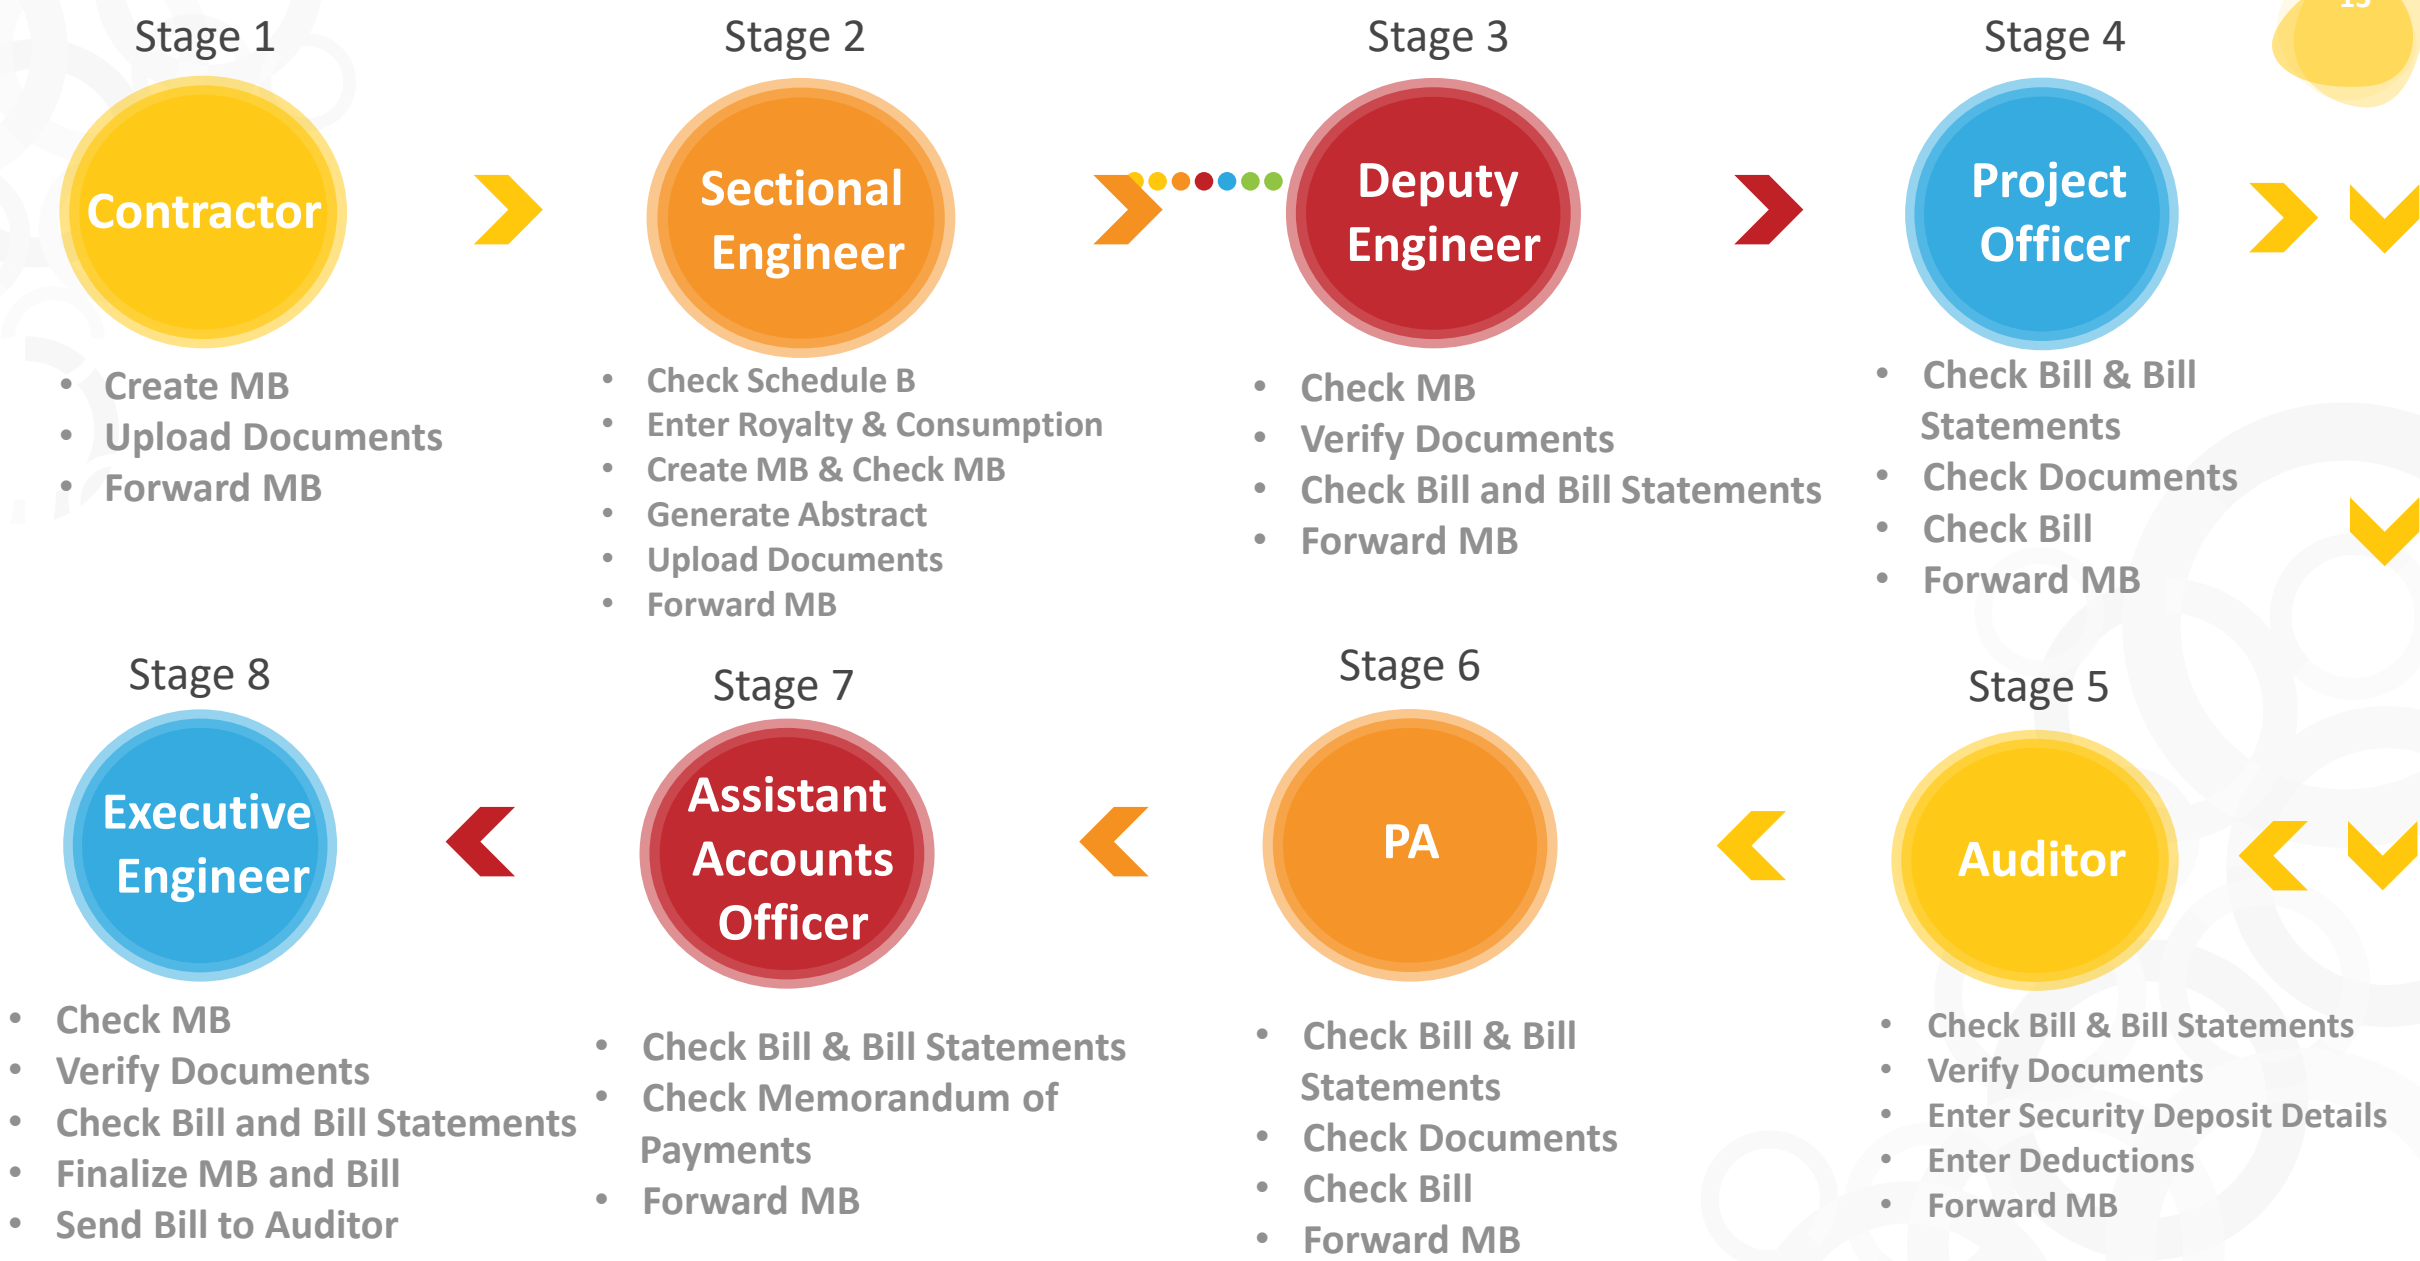 Stage 1
Contractor
• Create MB
• Upload Documents
• Forward MB
Stage 2
Sectional
Engineer
• Check Schedule B
• Enter Royalty & Consumption
• Create MB & Check MB
• Generate Abstract
• Upload Documents
• Forward MB
Stage 3
Deputy
Engineer
• Check MB
• Verify Documents
• Check Bill and Bill Statements
• Forward MB
Stage 4
Project
Officer
• Check Bill & Bill
Statements
• Check Documents
• Check Bill
• Forward MB
Stage 8
Executive
Engineer
• Check MB
• Verify Documents
• Check Bill and Bill Statements
• Finalize MB and Bill
• Send Bill to Auditor
Stage 7
Assistant
Accounts
Officer
• Check Bill & Bill Statements
• Check Memorandum of
Payments
• Forward MB
Stage 6
PA
• Check Bill & Bill
Statements
• Check Documents
• Check Bill
• Forward MB
Stage 5
Auditor
• Check Bill & Bill Statements
• Verify Documents
• Enter Security Deposit Details
• Enter Deductions
• Forward MB